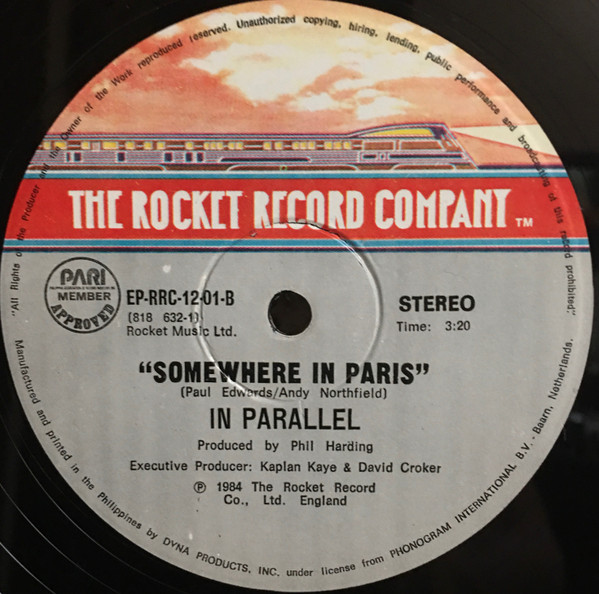 "All Rights of the Producer and the Owner of the Work reproduced reserved. Unauthorized copying, hiring, lending, public performance and broadcasting of this record prohibited."
THE ROCKET RECORD COMPANY TM
PARI
MEMBER
APPROVED
EP-RRC-12-01-B
(818 632-1)
Rocket Music Ltd.
STEREO
Time: 3:20
"SOMEWHERE IN PARIS"
(Paul Edwards/Andy Northfield)
IN PARALLEL
Produced by Phil Harding
Executive Producer: Kaplan Kaye & David Croker
Ⓟ 1984 The Rocket Record
Co., Ltd. England
Manufactured and printed in the Philippines by DYNA PRODUCTS, INC. under license from PHONOGRAM INTERNATIONAL B.V. - Baarn, Netherlands.